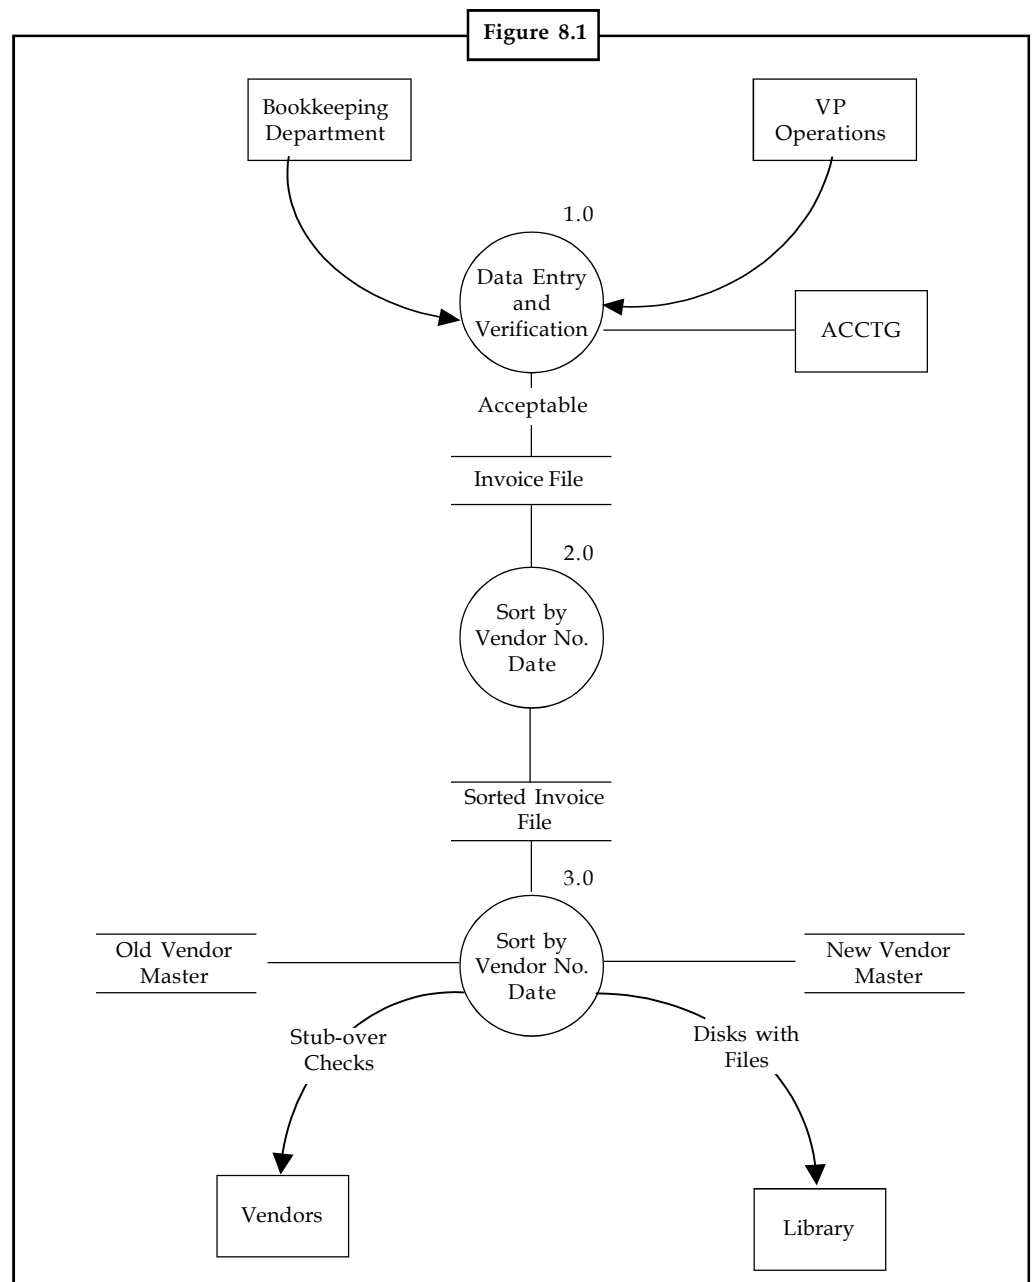 Figure 8.1
Bookkeeping
Department
VP
Operations
1.0
Data Entry
and
Verification
ACCTG
Acceptable
Invoice File
2.0
Sort by
Vendor No.
Date
Sorted Invoice
File
3.0
Old Vendor
Master
Sort by
Vendor No.
Date
New Vendor
Master
Stub-over
Checks
Disks with
Files
Vendors
Library